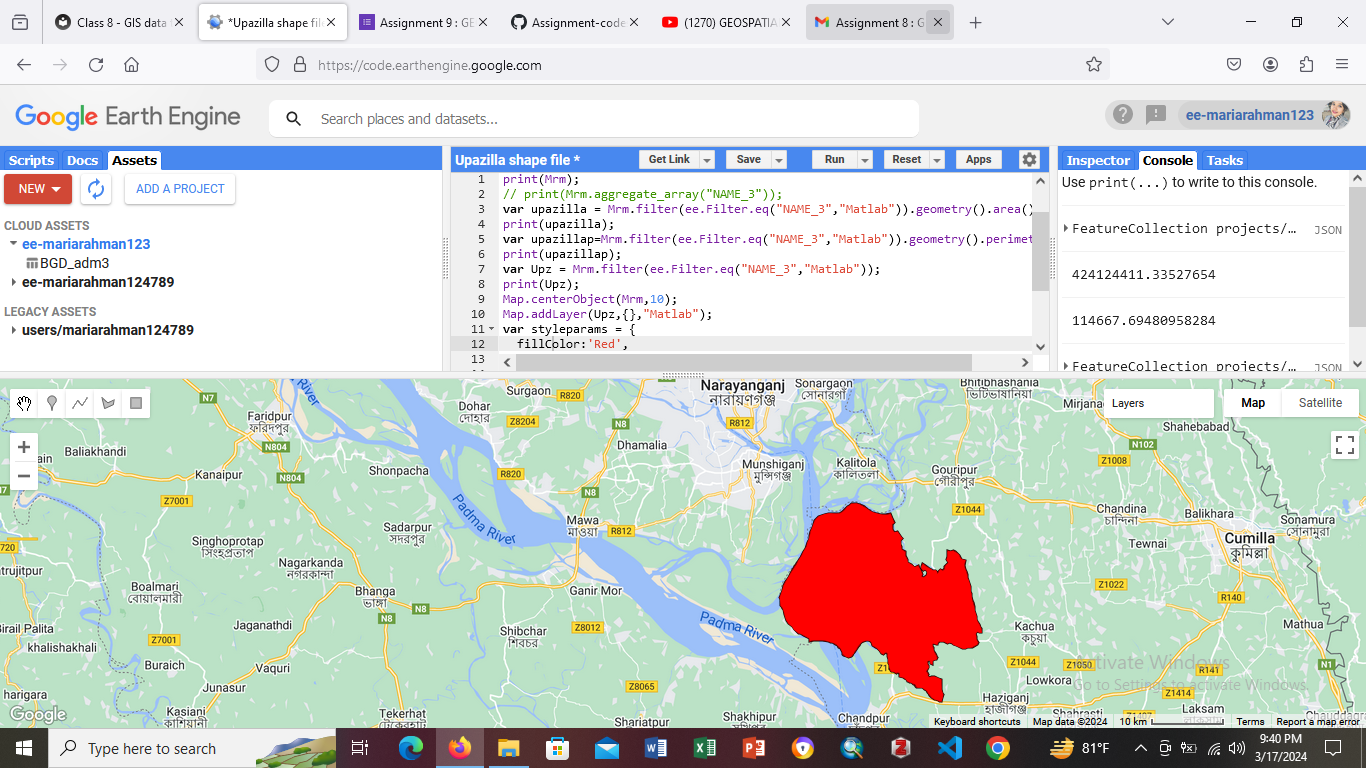 Class 8 - GIS data
*Upazilla shape fil
Assignment 9 : GE
Assignment-code
(1270) GEOSPATIA
Assignment 8 : G
https://code.earthengine.google.com
Google Earth Engine
Search places and datasets...
ee-mariarahman123
Scripts Docs Assets
Upazilla shape file *
Get Link Save Run Reset Apps
Inspector Console Tasks
NEW
ADD A PROJECT
CLOUD ASSETS
ee-mariarahman123
BGD_adm3
ee-mariarahman124789
LEGACY ASSETS
users/mariarahman124789
1 print(Mrm);
2 // print(Mrm.aggregate_array("NAME_3"));
3 var upazilla = Mrm.filter(ee.Filter.eq("NAME_3","Matlab")).geometry().area()
4 print(upazilla);
5 var upazillap=Mrm.filter(ee.Filter.eq("NAME_3","Matlab")).geometry().perimet
6 print(upazillap);
7 var Upz = Mrm.filter(ee.Filter.eq("NAME_3","Matlab"));
8 print(Upz);
9 Map.centerObject(Mrm,10);
10 Map.addLayer(Upz,{},"Matlab");
11 var styleparams = {
12 fillColor:'Red',
13
Use print(...) to write to this console.
FeatureCollection projects/… JSON
424124411.33527654
114667.69480958284
FeatureCollection projects/… JSON
Layers
Map Satellite
River
N7
Faridpur
ফরিদপুর
Surgaon
R820
Dohar
দোহার
Z8204
N8
Narayanganj
নারায়ণগঞ্জ
Sonargaon
সোনারগাঁ
Bhitibhashania
ভিটিভাষানিয়া
Mirjana
Shahebabad
ain
Baliakhandi
N804
Kanaipur
N804
Shonpacha
R820
Dhamalia
R812
Munshiganj
মুন্সিগঞ্জ
Kalitola
কালিতলা
Gouripur
গৌরীপুর
N102
Z1008
N7
Z7001
N8
Padma River
Mawa
মাওয়া
R812
Z1044
Chandina
চান্দিনা
Balikhara
Sonamura
সোনামুরা
Sadarpur
সদরপুর
Singhoprotap
সিংহপ্রতাপ
720
Tewnai
Cumilla
কুমিল্লা
atrujitpur
Nagarkanda
নগরকান্দা
Boalmari
বোয়ালমারী
Bhanga
ভাঙ্গা
N8
N8
Ganir Mor
Z1022
R140
Birail Palita
khalishakhali
Z7001
Jaganathdi
Shibchar
শিবচর
Z8012
Padma River
Kachua
কচুয়া
Mathua
Buraich
Vaquri
Z1044
Z1050
R141
N1
harigara
Junasur
Z8065
Lowkora
Z1414
Kasiani
কাশিয়ানী
Tekerhat
Shariatpur
Shakhipur
Chandpur
Haziganj
হাজীগঞ্জ
Shahrasti
Laksam
Activate Windows
Go to Settings to activate Windows.
Google
Keyboard shortcuts Map data ©2024 10 km Terms Report a map error
Type here to search
81°F
9:40 PM
3/17/2024